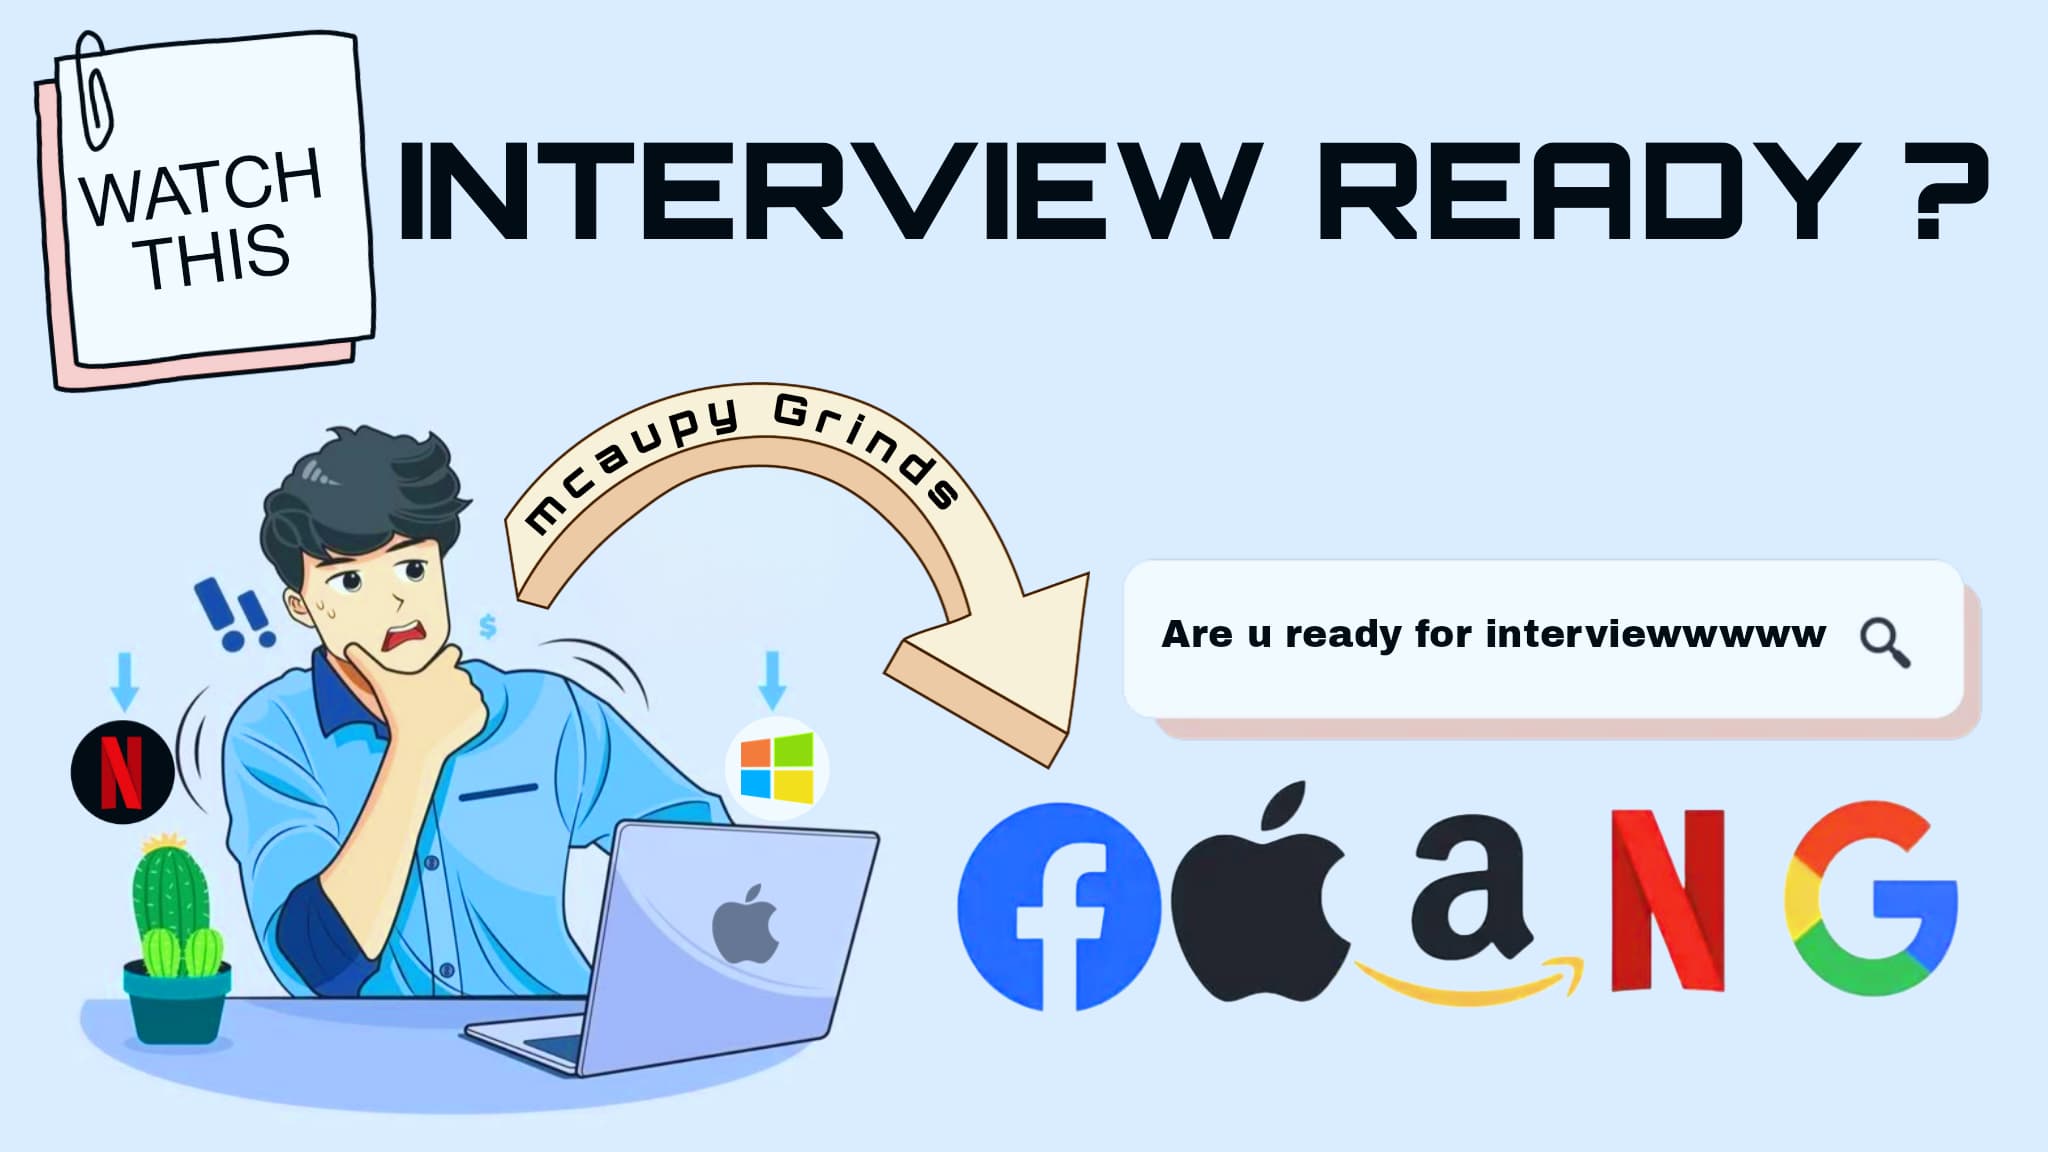 WATCH
THIS
INTERVIEW READY ?
mcaupy Grinds
Are u ready for interviewwwww